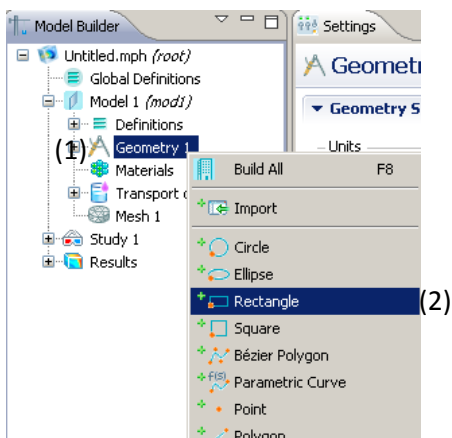 Model Builder
Settings
Untitled.mph (root)
Global Definitions
Model 1 (mod1)
Definitions
(1) Geometry 1
Materials
Transport
Mesh 1
Study 1
Results
Geomet
Geometry S
Units
Build All F8
Import
Circle
Ellipse
Rectangle (2)
Square
Bézier Polygon
f(s) Parametric Curve
Point
Polygon